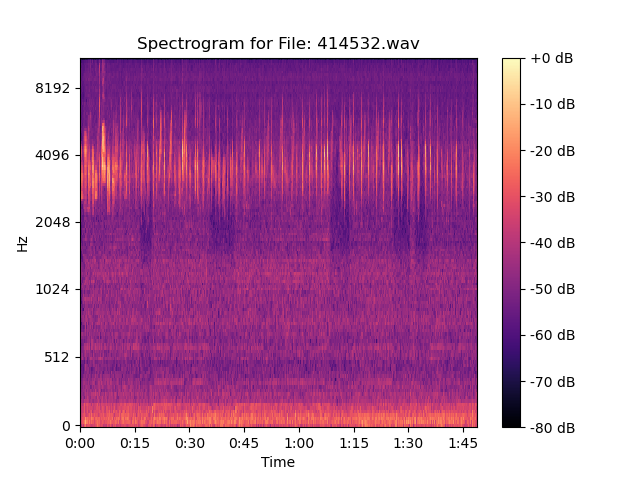 Spectrogram for File: 414532.wav
Hz
8192
4096
2048
1024
512
0
0:00 0:15 0:30 0:45 1:00 1:15 1:30 1:45
Time
+0 dB
-10 dB
-20 dB
-30 dB
-40 dB
-50 dB
-60 dB
-70 dB
-80 dB